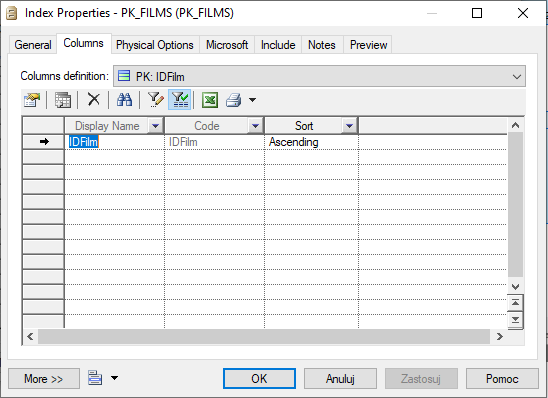 Index Properties - PK_FILMS (PK_FILMS)
General Columns Physical Options Microsoft Include Notes Preview
Columns definition: PK: IDFilm
Display Name Code Sort
IDFilm IDFilm Ascending
More >> OK Anuluj Zastosuj Pomoc